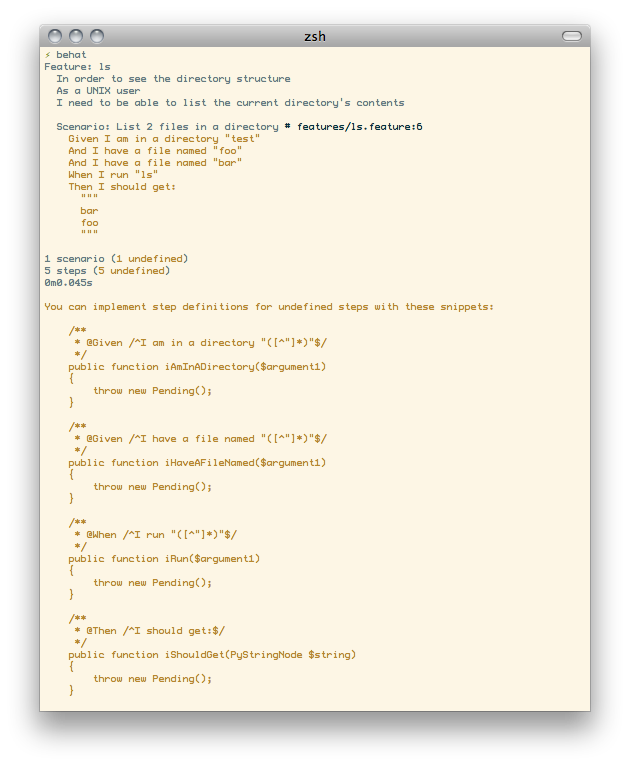 zsh
⚡ behat
Feature: ls
  In order to see the directory structure
  As a UNIX user
  I need to be able to list the current directory's contents

  Scenario: List 2 files in a directory # features/ls.feature:6
    Given I am in a directory "test"
    And I have a file named "foo"
    And I have a file named "bar"
    When I run "ls"
    Then I should get:
      """
      bar
      foo
      """

1 scenario (1 undefined)
5 steps (5 undefined)
0m0.045s

You can implement step definitions for undefined steps with these snippets:

    /**
     * @Given /^I am in a directory "([^"]*)"$/
     */
    public function iAmInADirectory($argument1)
    {
        throw new Pending();
    }

    /**
     * @Given /^I have a file named "([^"]*)"$/
     */
    public function iHaveAFileNamed($argument1)
    {
        throw new Pending();
    }

    /**
     * @When /^I run "([^"]*)"$/
     */
    public function iRun($argument1)
    {
        throw new Pending();
    }

    /**
     * @Then /^I should get:$/
     */
    public function iShouldGet(PyStringNode $string)
    {
        throw new Pending();
    }